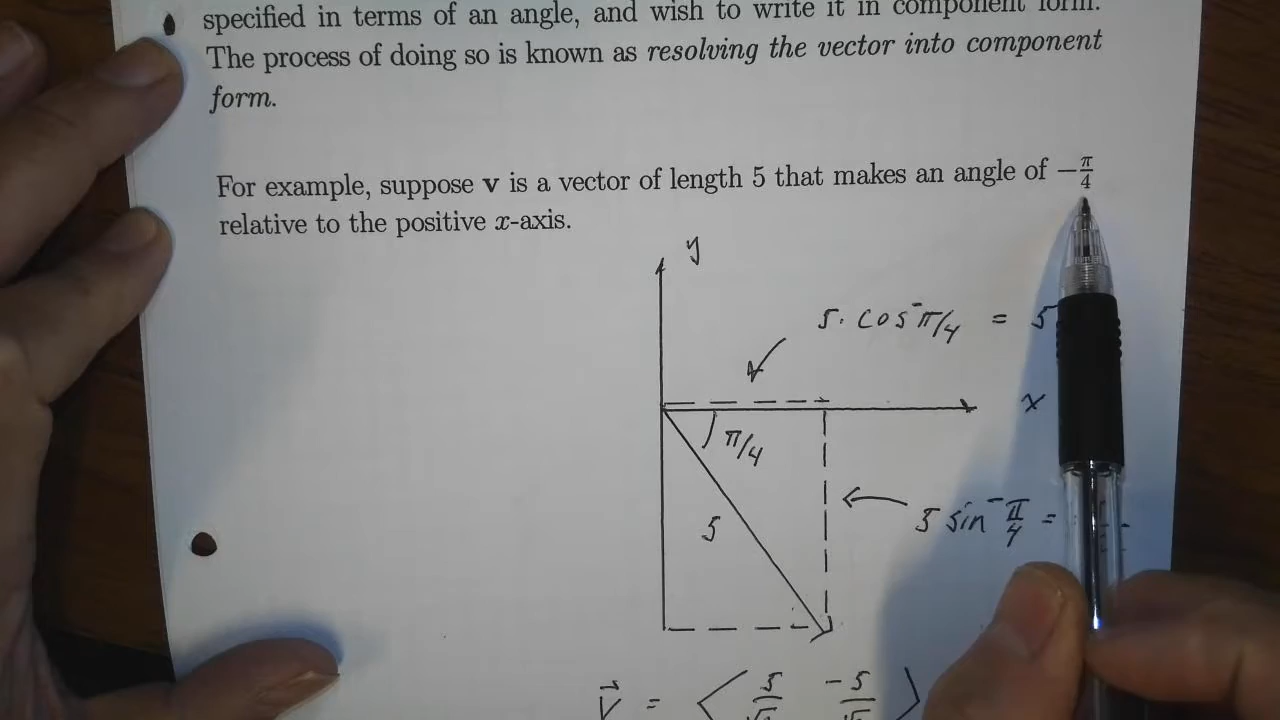 specified in terms of an angle, and wish to write it in component form.
The process of doing so is known as resolving the vector into component
form.
For example, suppose v is a vector of length 5 that makes an angle of −π/4
relative to the positive x-axis.
y
5. cos ‾π/4 = 5
x
π/4
5
5 sin ‾π/4 =
v⃗ = < 5 -5 >